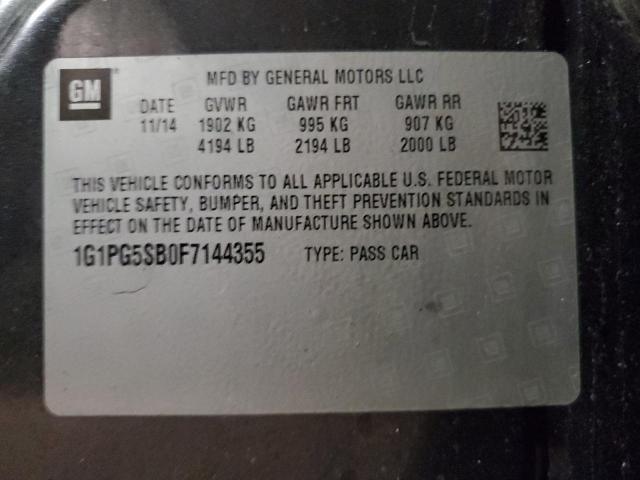 GM
MFD BY GENERAL MOTORS LLC
DATE GVWR GAWR FRT GAWR RR
11/14 1902 KG 995 KG 907 KG
4194 LB 2194 LB 2000 LB
THIS VEHICLE CONFORMS TO ALL APPLICABLE U.S. FEDERAL MOTOR
VEHICLE SAFETY, BUMPER, AND THEFT PREVENTION STANDARDS IN
EFFECT ON THE DATE OF MANUFACTURE SHOWN ABOVE.
1G1PG5SB0F7144355 TYPE: PASS CAR